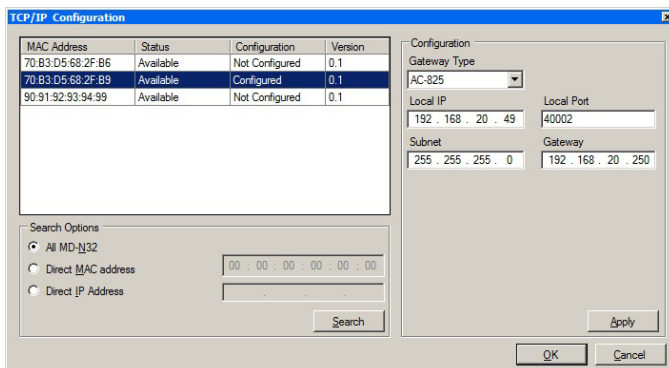 TCP/IP Configuration
MAC Address Status Configuration Version
70:B3:D5:68:2F:B6 Available Not Configured 0.1
70:B3:D5:68:2F:B9 Available Configured 0.1
90:91:92:93:94:99 Available Not Configured 0.1
Search Options
All MD-N32
Direct MAC address 00 : 00 : 00 : 00 : 00 : 00
Direct IP Address . . .
Search
Configuration
Gateway Type
AC-825
Local IP Local Port
192 . 168 . 20 . 49 40002
Subnet Gateway
255 . 255 . 255 . 0 192 . 168 . 20 . 250
Apply
OK Cancel